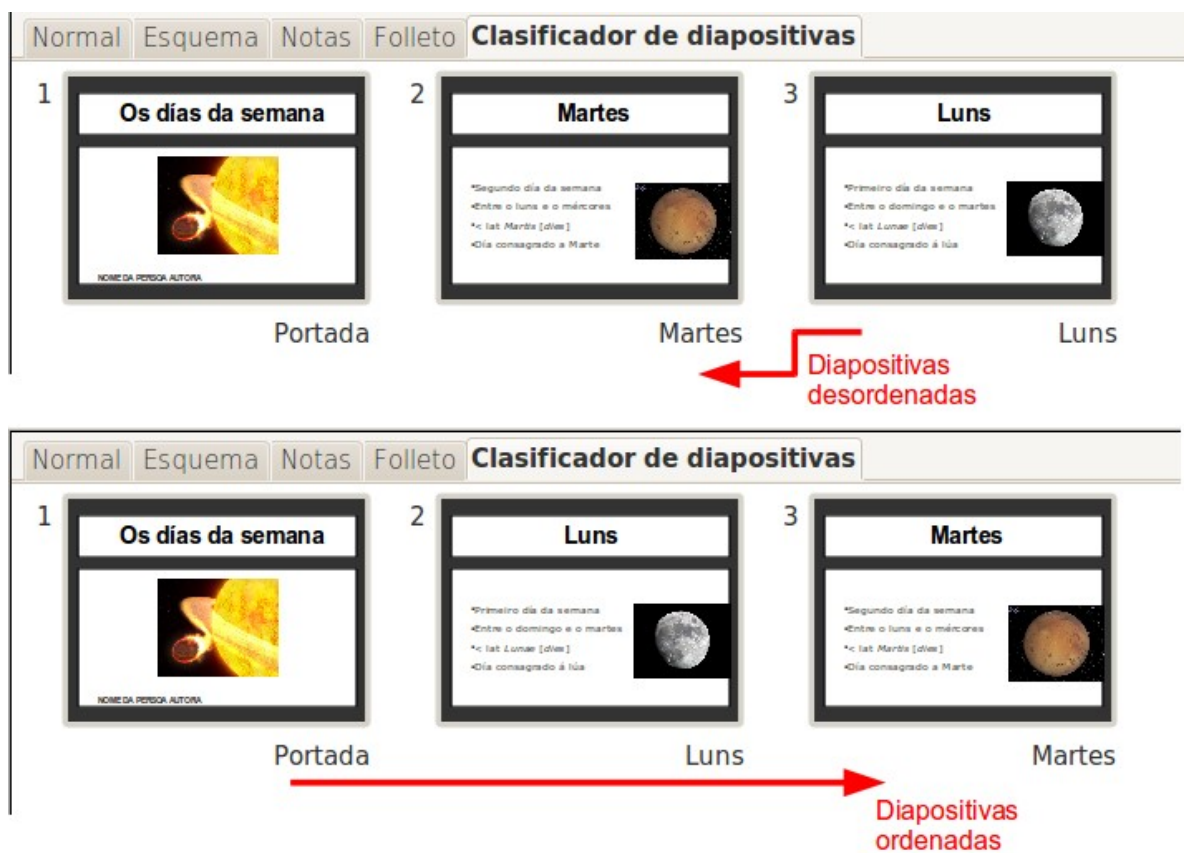 Normal Esquema Notas Folleto Clasificador de diapositivas
1 2 3
Os días da semana
NOME DA PERSOA AUTORA
Martes
•Segundo día da semana
•Entre o luns e o mércores
•< lat Martis [dies]
•Día consagrado a Marte
Luns
•Primeiro día da semana
•Entre o domingo e o martes
•< lat Lunae [dies]
•Día consagrado á lúa
Portada Martes Luns
Diapositivas
desordenadas
Normal Esquema Notas Folleto Clasificador de diapositivas
1 2 3
Os días da semana
NOME DA PERSOA AUTORA
Luns
•Primeiro día da semana
•Entre o domingo e o martes
•< lat Lunae [dies]
•Día consagrado á lúa
Martes
•Segundo día da semana
•Entre o luns e o mércores
•< lat Martis [dies]
•Día consagrado a Marte
Portada Luns Martes
Diapositivas
ordenadas